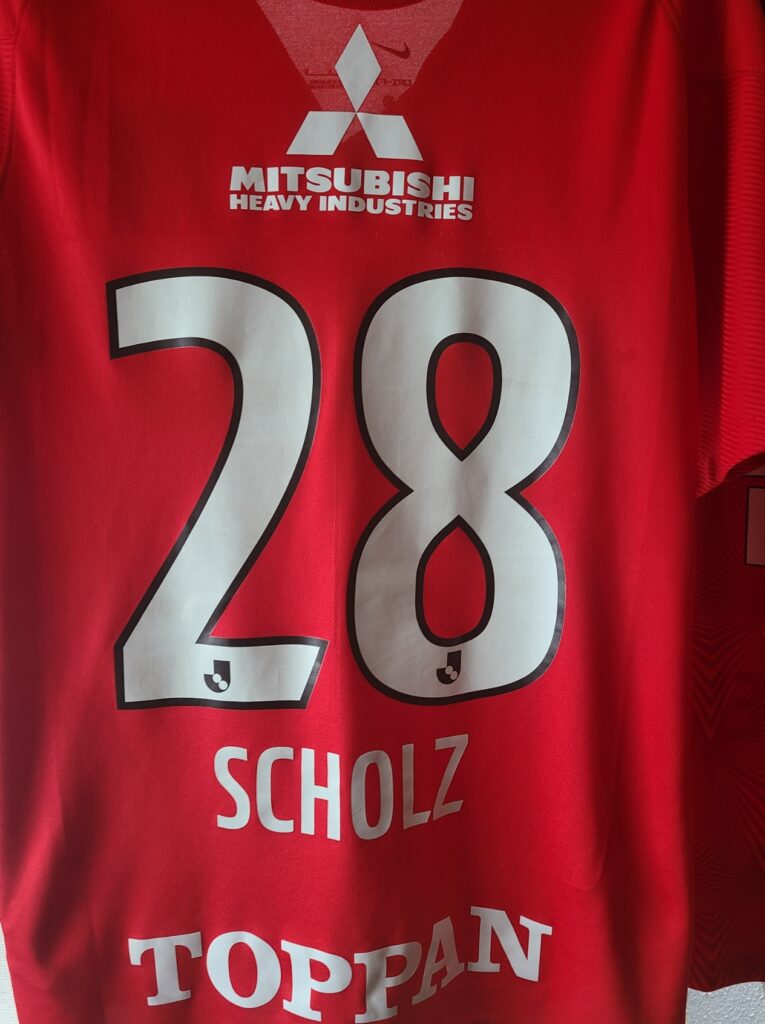 MITSUBISHI
HEAVY INDUSTRIES
28
SCHOLZ
TOPPAN